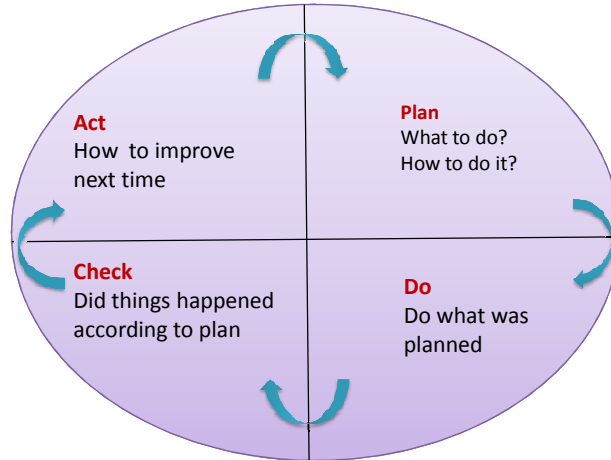 Act
How to improve
next time
Plan
What to do?
How to do it?
Check
Did things happened
according to plan
Do
Do what was
planned